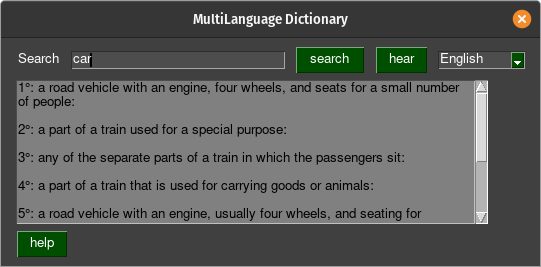 MultiLanguage Dictionary
Search car search hear English
1°: a road vehicle with an engine, four wheels, and seats for a small number
of people:
2°: a part of a train used for a special purpose:
3°: any of the separate parts of a train in which the passengers sit:
4°: a part of a train that is used for carrying goods or animals:
5°: a road vehicle with an engine, usually four wheels, and seating for
help